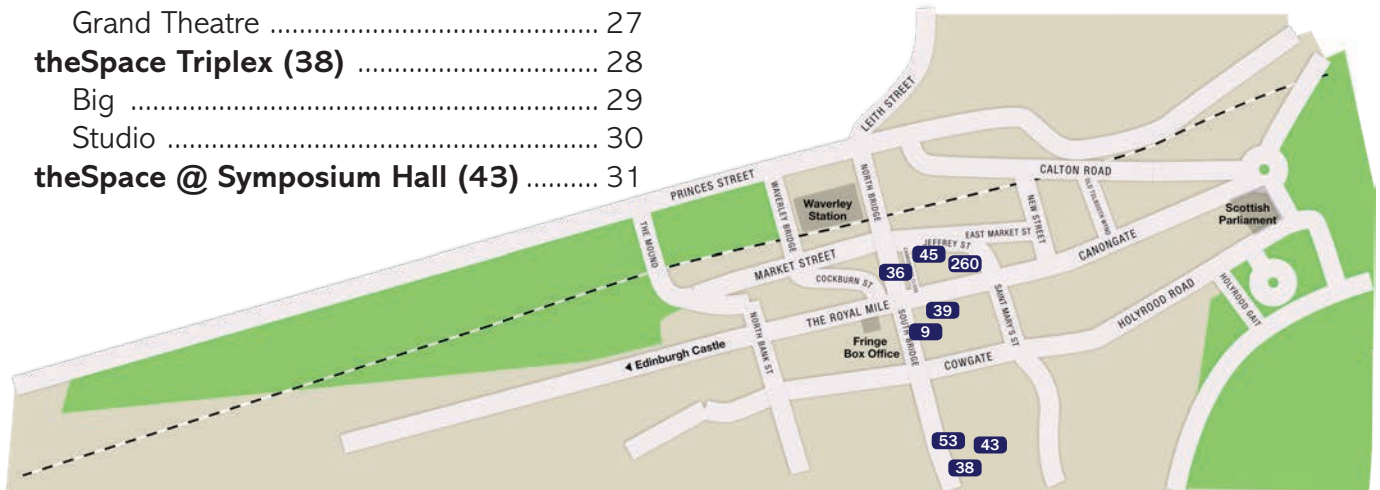 Grand Theatre ................................................ 27
theSpace Triplex (38) ................................... 28
Big .................................................................... 29
Studio .............................................................. 30
theSpace @ Symposium Hall (43) .......... 31
LEITH STREET
PRINCES STREET
WAVERLEY BRIDGE
Waverley
Station
NORTH BRIDGE
CALTON ROAD
NEW STREET
OLD TOLBOOTH WYND
Scottish
Parliament
THE MOUND
EAST MARKET ST
JEFFREY ST
CANONGATE
MARKET STREET
45
260
36
COCKBURN ST
SAINT MARY'S ST
HOLYROOD ROAD
HOLYROOD GAIT
THE ROYAL MILE
39
9
NORTH BANK ST
SOUTH BRIDGE
Fringe
Box Office
Edinburgh Castle
COWGATE
53
43
38